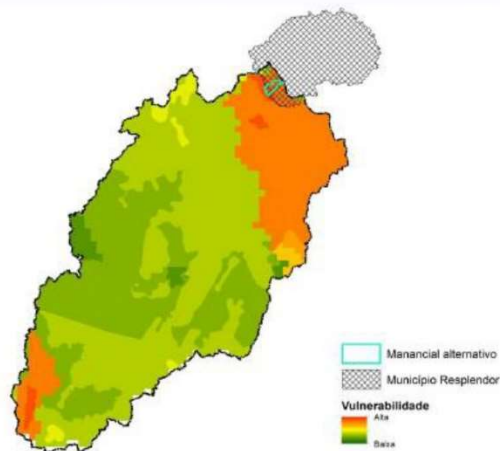 Manancial alternativo
Município Resplendor
Vulnerabilidade
Alta
Baixa